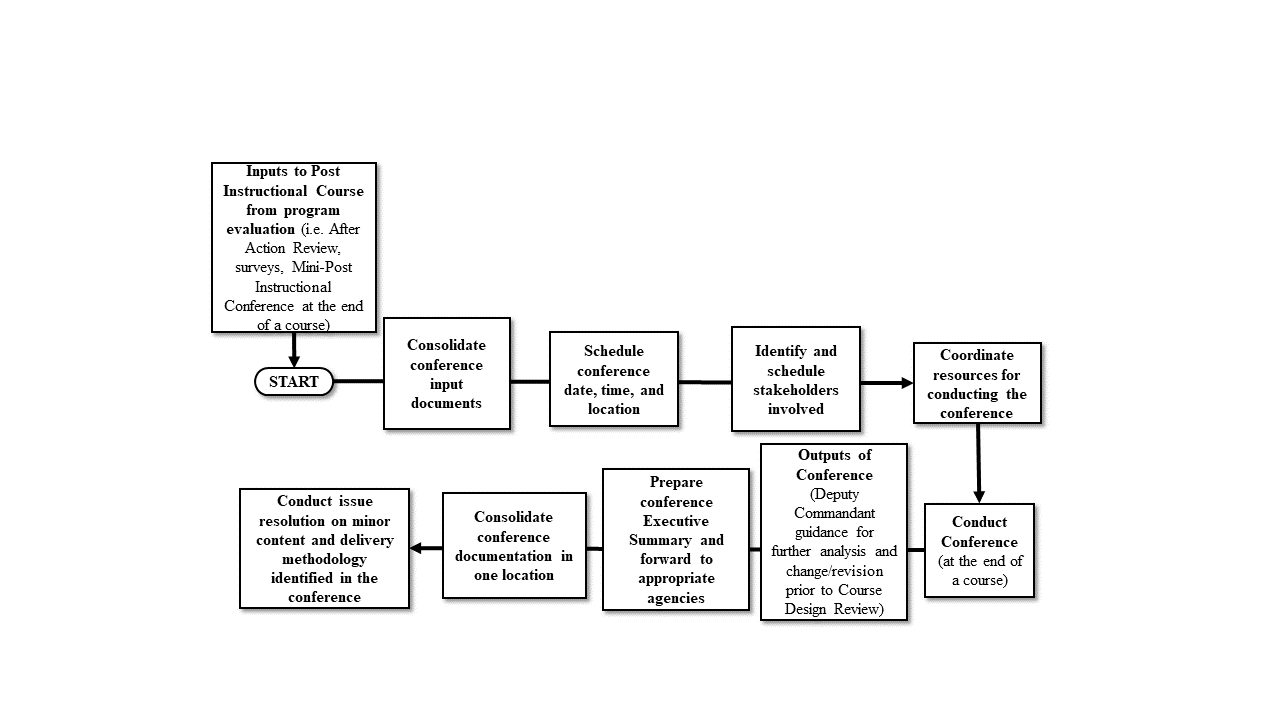 Inputs to Post
Instructional Course
from program
evaluation (i.e. After
Action Review,
surveys, Mini-Post
Instructional
Conference at the end
of a course)
START
Consolidate
conference
input
documents
Schedule
conference
date, time, and
location
Identify and
schedule
stakeholders
involved
Coordinate
resources for
conducting the
conference
Conduct
Conference
(at the end of
a course)
Outputs of
Conference
(Deputy
Commandant
guidance for
further analysis and
change/revision
prior to Course
Design Review)
Prepare
conference
Executive
Summary and
forward to
appropriate
agencies
Consolidate
conference
documentation in
one location
Conduct issue
resolution on minor
content and delivery
methodology
identified in the
conference